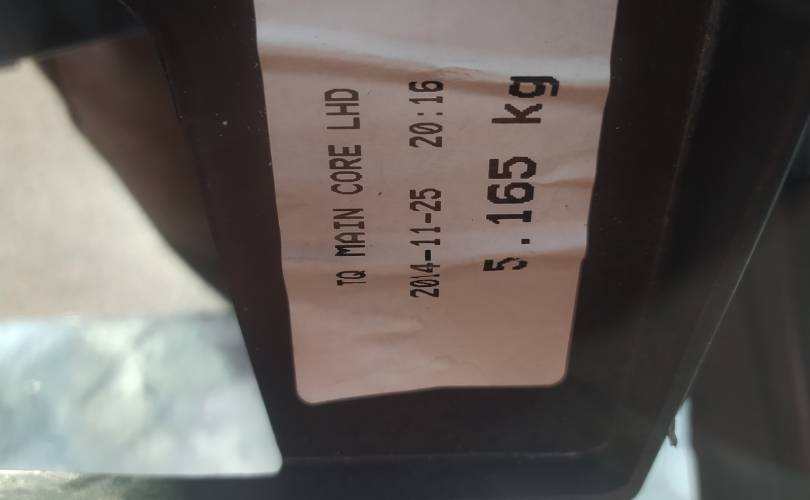 TQ MAIN CORE LHD
2014-11-25 20:16
5.165 kg